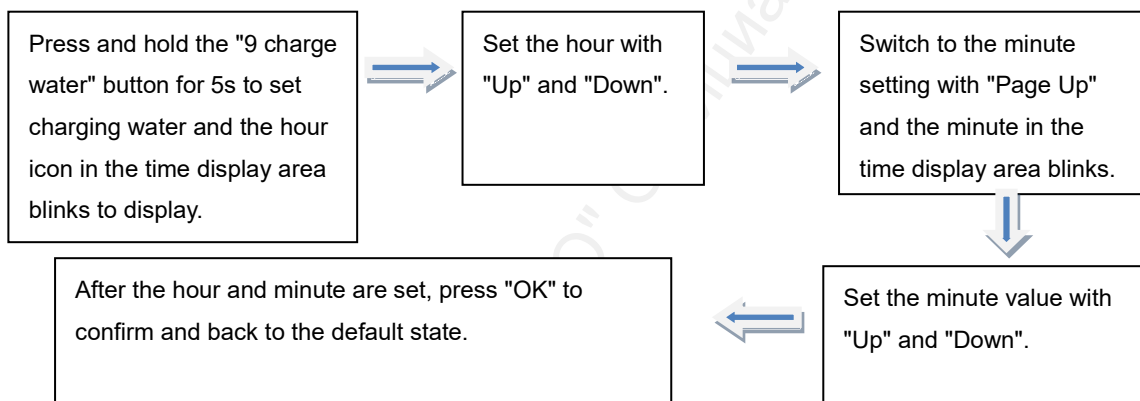 Press and hold the "9 charge
water" button for 5s to set
charging water and the hour
icon in the time display area
blinks to display.
Set the hour with
"Up" and "Down".
Switch to the minute
setting with "Page Up"
and the minute in the
time display area blinks.
Set the minute value with
"Up" and "Down".
After the hour and minute are set, press "OK" to
confirm and back to the default state.